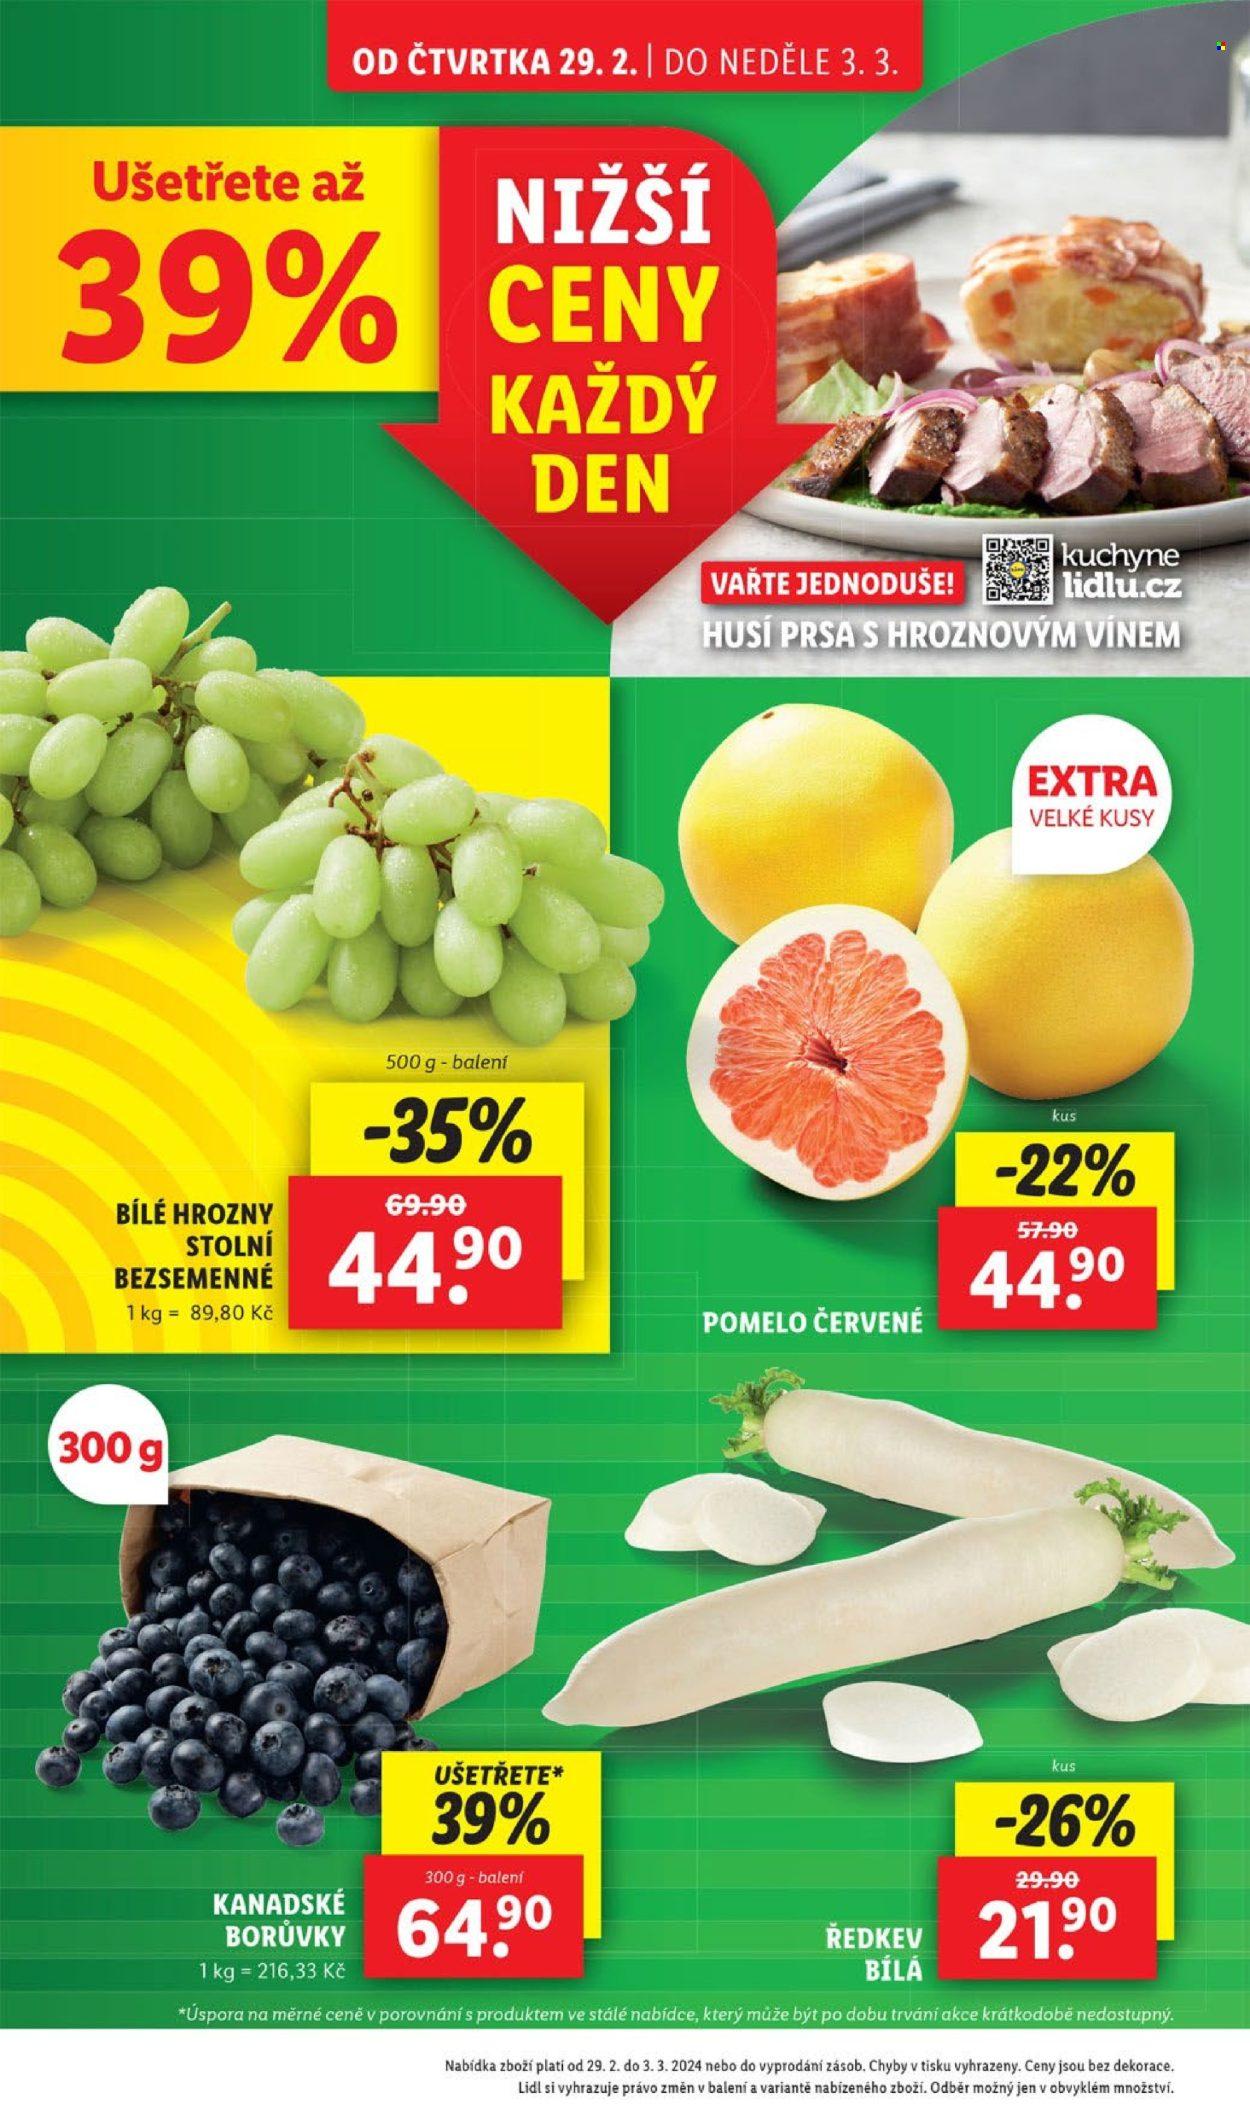 OD ČTVRTKA 29. 2. | DO NEDĚLE 3. 3.
Ušetřete až
39%
NIŽŠÍ
CENY
KAŽDÝ
DEN
VAŘTE JEDNODUŠE!
kuchyne
lidlu.cz
HUSÍ PRSA S HROZNOVÝM VÍNEM
EXTRA
VELKÉ KUSY
500 g - balení
-35%
69.90
44.90
BÍLÉ HROZNY
STOLNÍ
BEZSEMENNÉ
1 kg = 89,80 Kč
kus
-22%
57.90
44.90
POMELO ČERVENÉ
300 g
UŠETŘETE*
39%
300 g - balení
64.90
KANADSKÉ
BORŮVKY
1 kg = 216,33 Kč
kus
-26%
29.90
21.90
ŘEDKEV
BÍLÁ
*Úspora na měrné ceně v porovnání s produktem ve stálé nabídce, který může být po dobu trvání akce krátkodobě nedostupný.
Nabídka zboží platí od 29. 2. do 3. 3. 2024 nebo do vyprodání zásob. Chyby v tisku vyhrazeny. Ceny jsou bez dekorace.
Lidl si vyhrazuje právo změn v balení a variantě nabízeného zboží. Odběr možný jen v obvyklém množství.